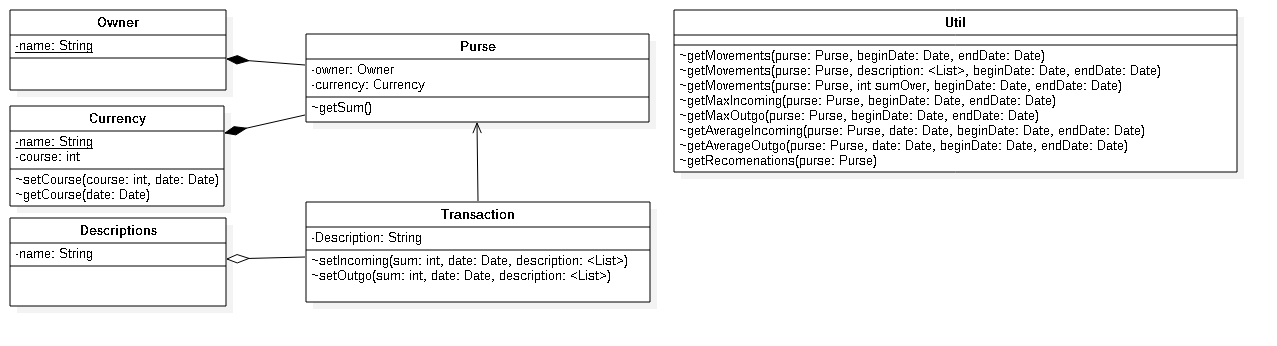 Owner
-name: String
Currency
-name: String
-course: int
~setCourse(course: int, date: Date)
~getCourse(date: Date)
Descriptions
-name: String
Purse
-owner: Owner
-currency: Currency
~getSum()
Transaction
-Description: String
~setIncoming(sum: int, date: Date, description: <List>)
~setOutgo(sum: int, date: Date, description: <List>)
Util
~getMovements(purse: Purse, beginDate: Date, endDate: Date)
~getMovements(purse: Purse, description: <List>, beginDate: Date, endDate: Date)
~getMovements(purse: Purse, int sumOver, beginDate: Date, endDate: Date)
~getMaxIncoming(purse: Purse, beginDate: Date, endDate: Date)
~getMaxOutgo(purse: Purse, beginDate: Date, endDate: Date)
~getAverageIncoming(purse: Purse, date: Date, beginDate: Date, endDate: Date)
~getAverageOutgo(purse: Purse, date: Date, beginDate: Date, endDate: Date)
~getRecomenations(purse: Purse)